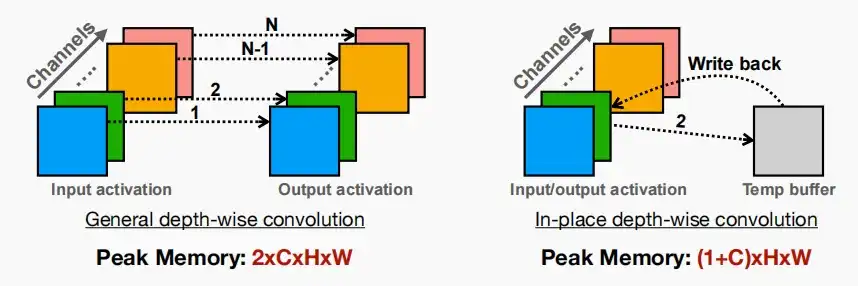 Channels
N
N-1
2
1
Input activation
Output activation
General depth-wise convolution
Peak Memory: 2xCxHxW
Channels
Write back
2
Input/output activation
Temp buffer
In-place depth-wise convolution
Peak Memory: (1+C)xHxW